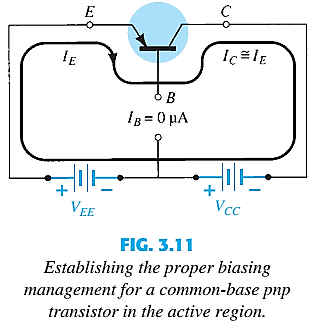 E C
I_E I_C ≅ I_E
B
I_B = 0 μA
+ − + −
V_EE V_CC
FIG. 3.11
Establishing the proper biasing
management for a common-base pnp
transistor in the active region.